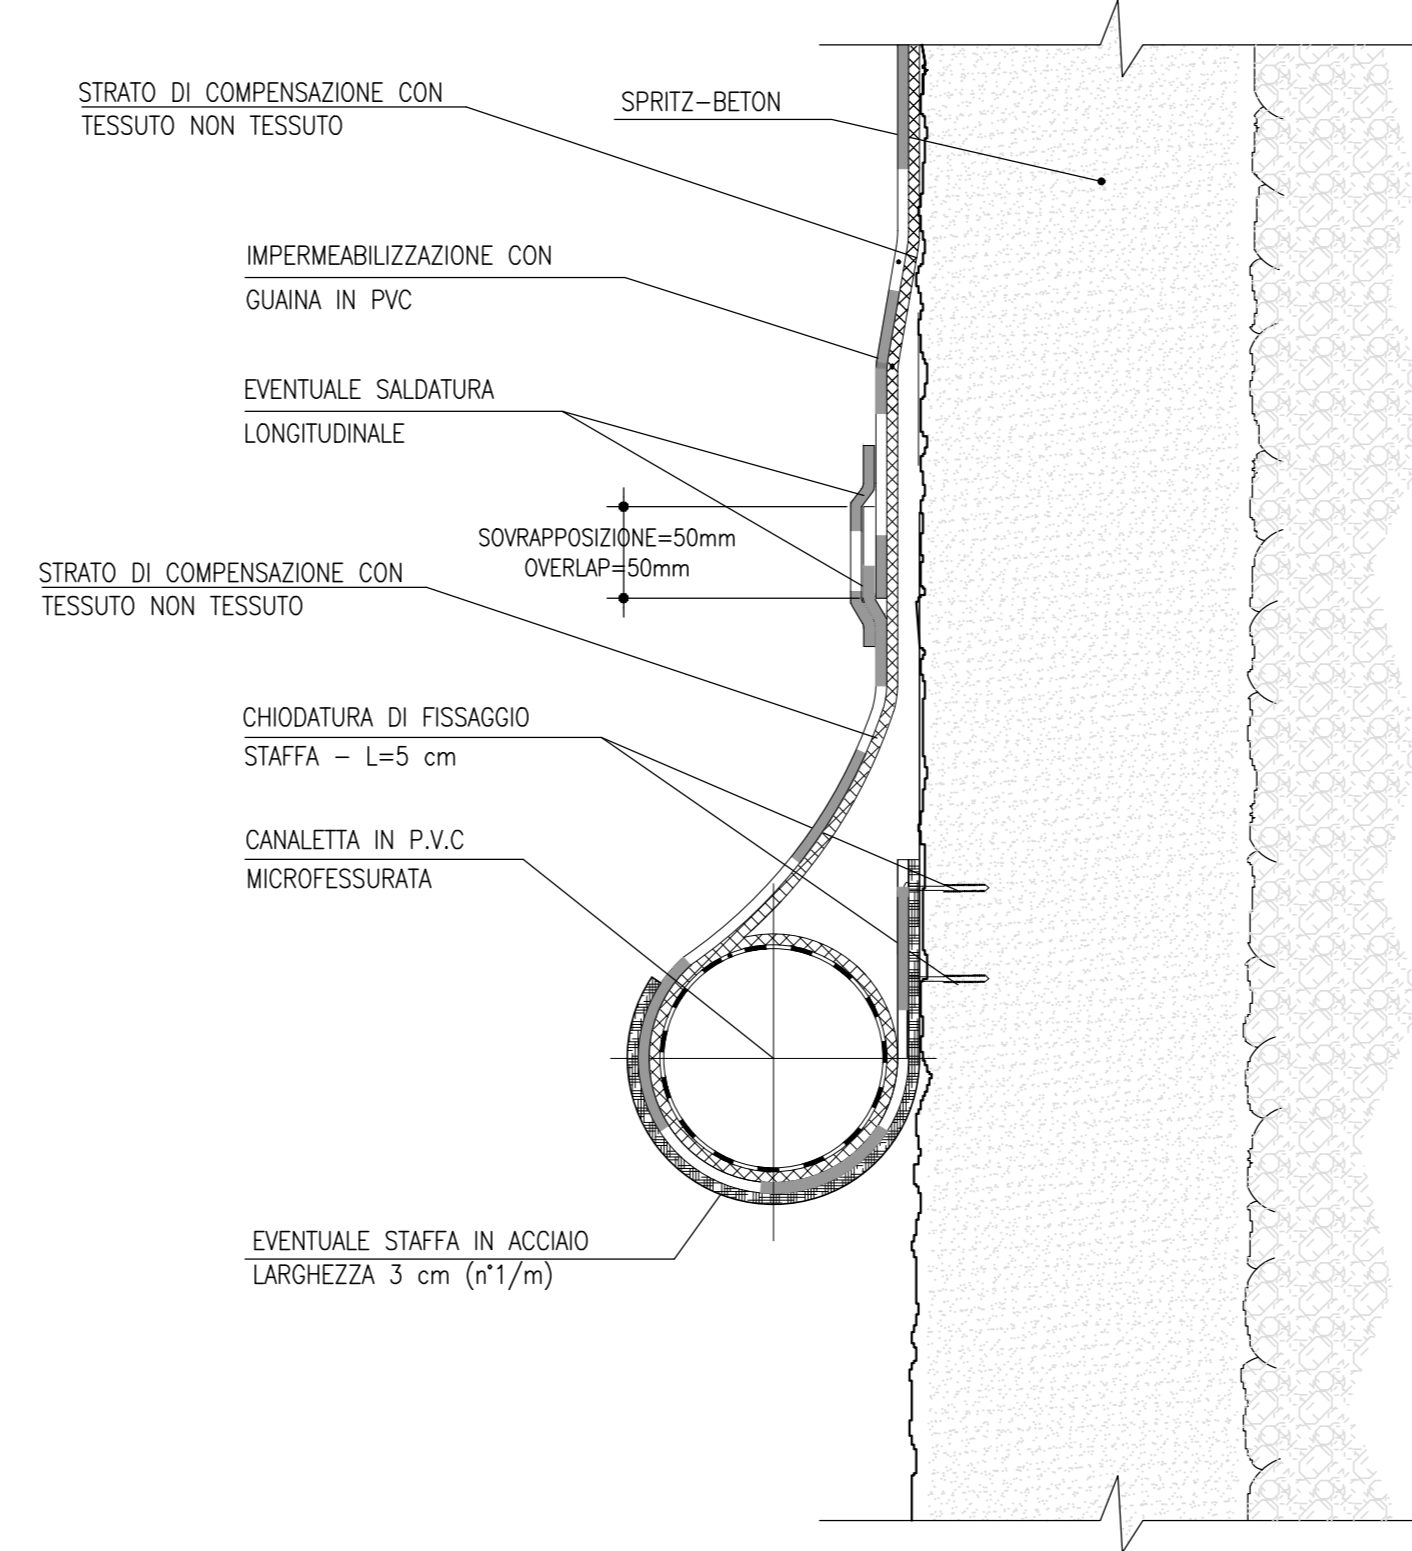 STRATO DI COMPENSAZIONE CON
TESSUTO NON TESSUTO
SPRITZ-BETON
IMPERMEABILIZZAZIONE CON
GUAINA IN PVC
EVENTUALE SALDATURA
LONGITUDINALE
SOVRAPPOSIZIONE=50mm
OVERLAP=50mm
STRATO DI COMPENSAZIONE CON
TESSUTO NON TESSUTO
CHIODATURA DI FISSAGGIO
STAFFA - L=5 cm
CANALETTA IN P.V.C
MICROFESSURATA
EVENTUALE STAFFA IN ACCIAIO
LARGHEZZA 3 cm (n°1/m)